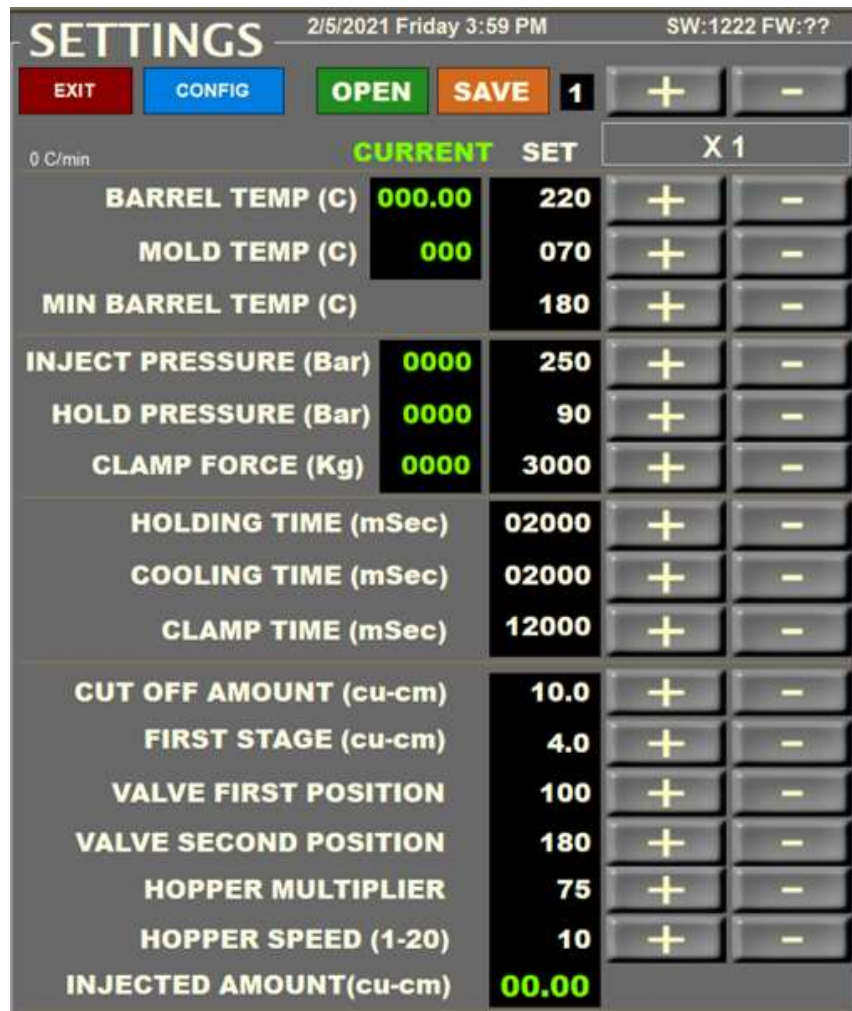 SETTINGS 2/5/2021 Friday 3:59 PM SW:1222 FW:??
EXIT CONFIG OPEN SAVE 1 + -
0 C/min CURRENT SET X 1
BARREL TEMP (C) 000.00 220 + -
MOLD TEMP (C) 000 070 + -
MIN BARREL TEMP (C) 180 + -
INJECT PRESSURE (Bar) 0000 250 + -
HOLD PRESSURE (Bar) 0000 90 + -
CLAMP FORCE (Kg) 0000 3000 + -
HOLDING TIME (mSec) 02000 + -
COOLING TIME (mSec) 02000 + -
CLAMP TIME (mSec) 12000 + -
CUT OFF AMOUNT (cu-cm) 10.0 + -
FIRST STAGE (cu-cm) 4.0 + -
VALVE FIRST POSITION 100 + -
VALVE SECOND POSITION 180 + -
HOPPER MULTIPLIER 75 + -
HOPPER SPEED (1-20) 10 + -
INJECTED AMOUNT(cu-cm) 00.00